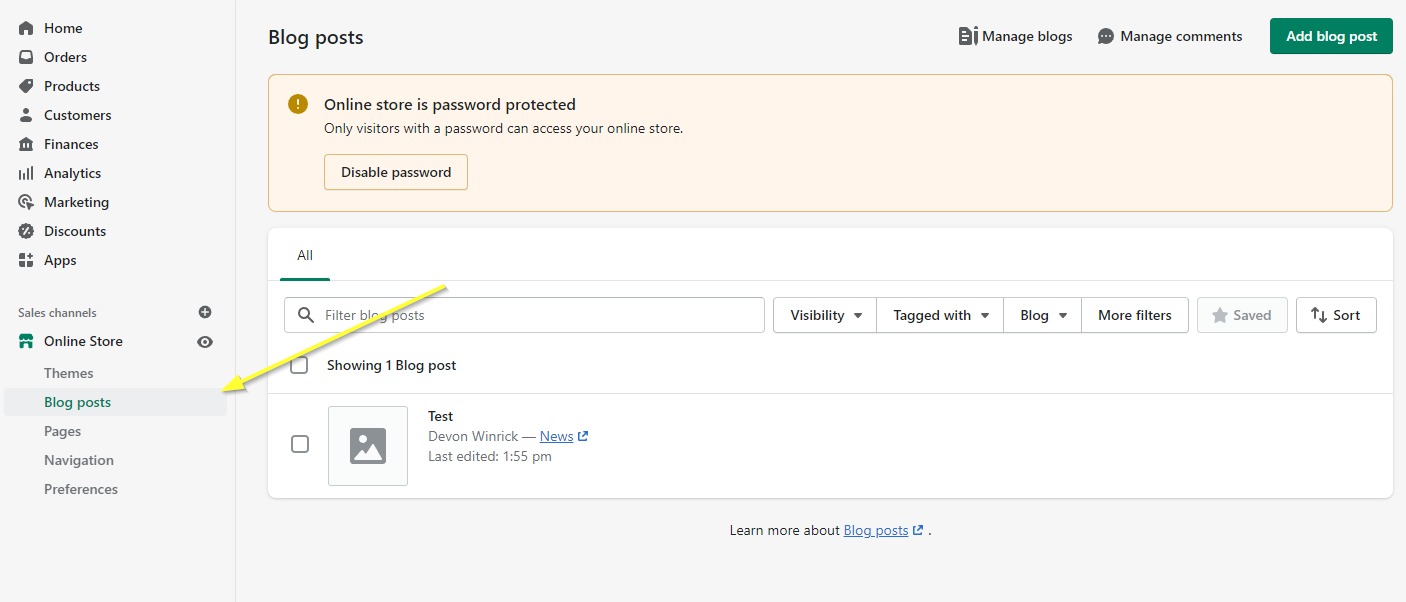 Home
Orders
Products
Customers
Finances
Analytics
Marketing
Discounts
Apps
Sales channels
Online Store
Themes
Blog posts
Pages
Navigation
Preferences
Blog posts
Manage blogs
Manage comments
Add blog post
Online store is password protected
Only visitors with a password can access your online store.
Disable password
All
Filter blog posts
Visibility
Tagged with
Blog
More filters
Saved
Sort
Showing 1 Blog post
Test
Devon Winrick — News
Last edited: 1:55 pm
Learn more about Blog posts .